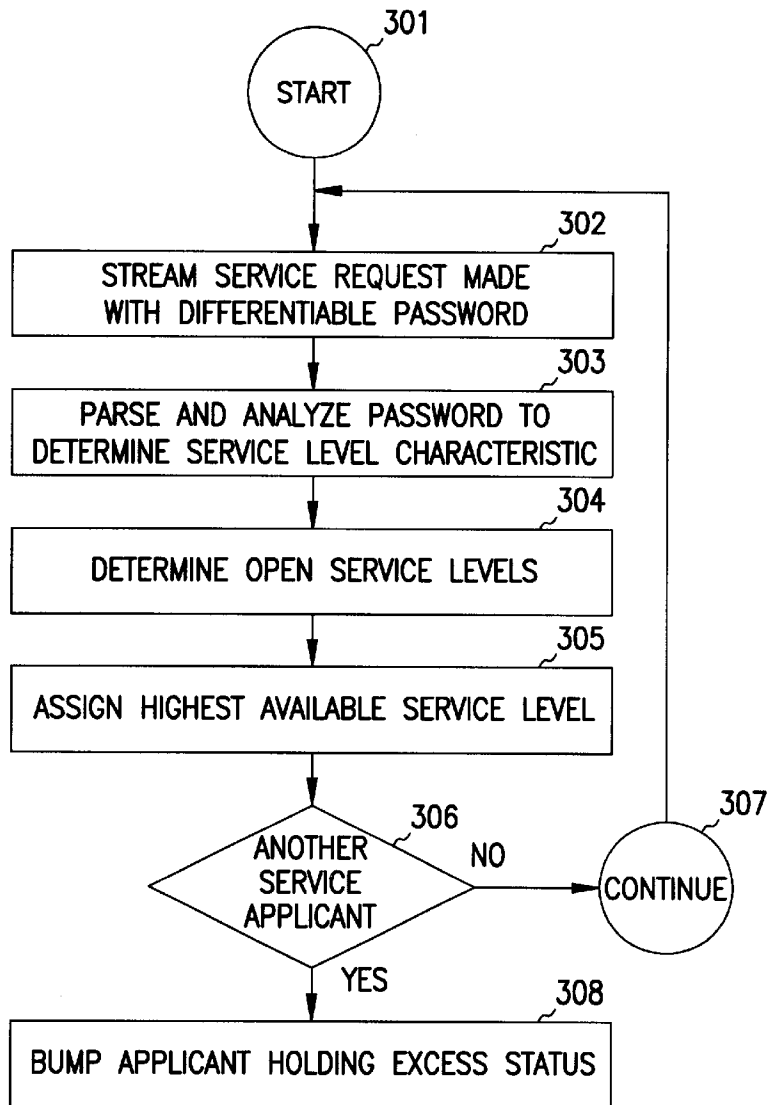 301
START
302
STREAM SERVICE REQUEST MADE
WITH DIFFERENTIABLE PASSWORD
303
PARSE AND ANALYZE PASSWORD TO
DETERMINE SERVICE LEVEL CHARACTERISTIC
304
DETERMINE OPEN SERVICE LEVELS
305
ASSIGN HIGHEST AVAILABLE SERVICE LEVEL
306
ANOTHER
SERVICE
APPLICANT
NO
307
CONTINUE
YES
308
BUMP APPLICANT HOLDING EXCESS STATUS